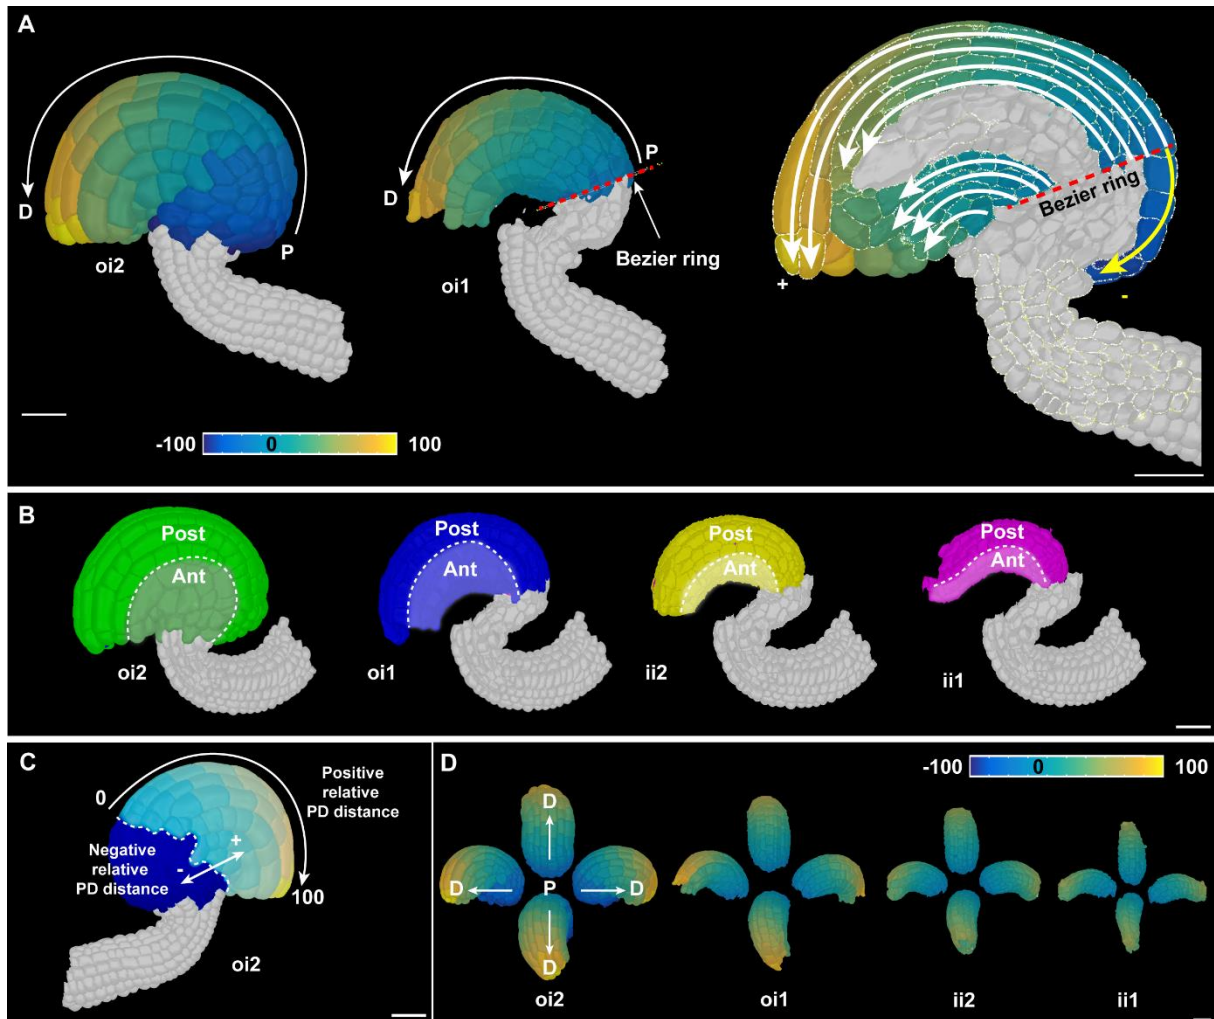 A
D
P
oi2
D
P
oi1
Bezier ring
Bezier ring
+
-
-100 0 100
B
Post
Ant
oi2
Post
Ant
oi1
Post
Ant
ii2
Post
Ant
ii1
C
0
Positive
relative
PD distance
Negative
relative
PD distance
+
-
100
oi2
D
-100 0 100
D
D P D
D
oi2
oi1
ii2
ii1